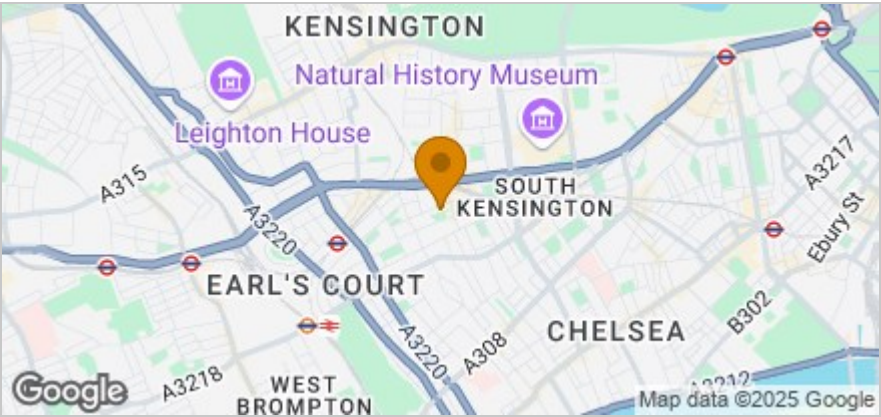 KENSINGTON
Natural History Museum
Leighton House
A3217
A315
SOUTH
KENSINGTON
A3220
Ebury St
EARL'S COURT
B302
CHELSEA
A308
A3220
A3218
WEST
BROMPTON
A3212
Google
Map data ©2025 Google